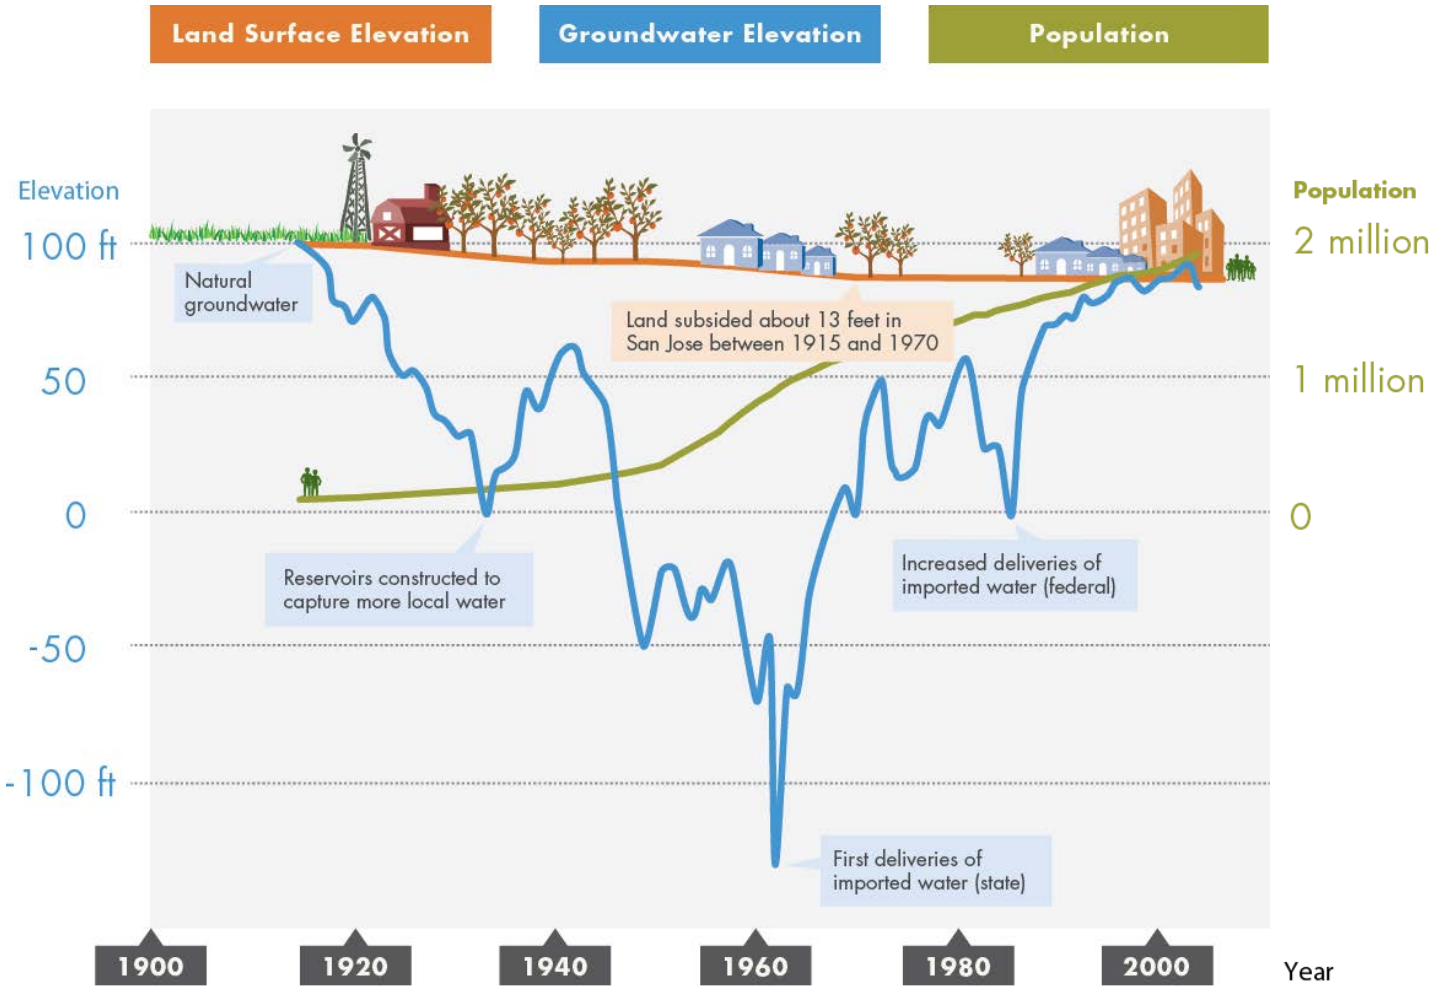 Land Surface Elevation
Groundwater Elevation
Population
Elevation
100 ft
50
0
-50
-100 ft
Population
2 million
1 million
0
Natural
groundwater
Land subsided about 13 feet in
San Jose between 1915 and 1970
Reservoirs constructed to
capture more local water
Increased deliveries of
imported water (federal)
First deliveries of
imported water (state)
1900
1920
1940
1960
1980
2000
Year